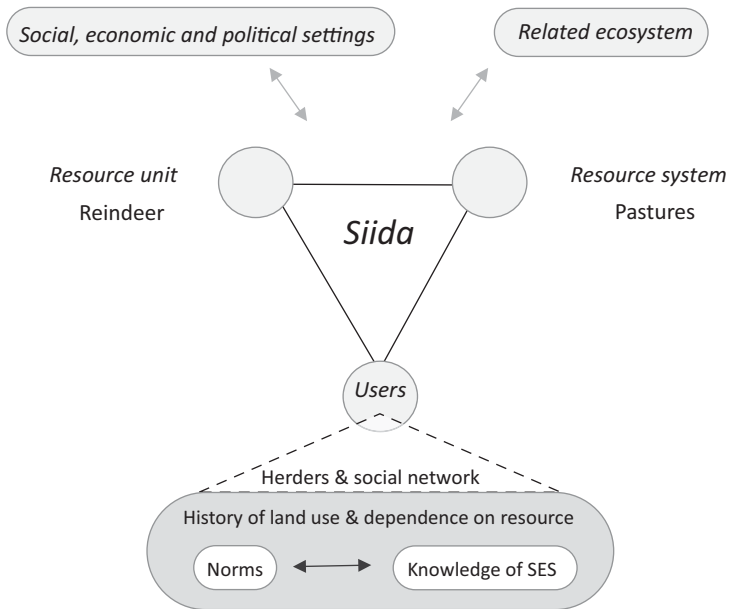 Social, economic and political settings
Related ecosystem
Resource unit
Reindeer
Resource system
Pastures
Siida
Users
Herders & social network
History of land use & dependence on resource
Norms
Knowledge of SES